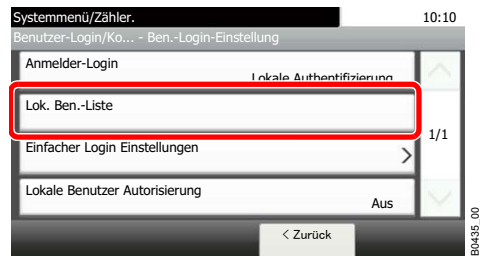 Systemmenü/Zähler. 10:10
Benutzer-Login/Ko... - Ben.-Login-Einstellung
Anmelder-Login
Lokale Authentifizierung
Lok. Ben.-Liste
1/1
Einfacher Login Einstellungen
Lokale Benutzer Autorisierung
Aus
< Zurück
B0435_00